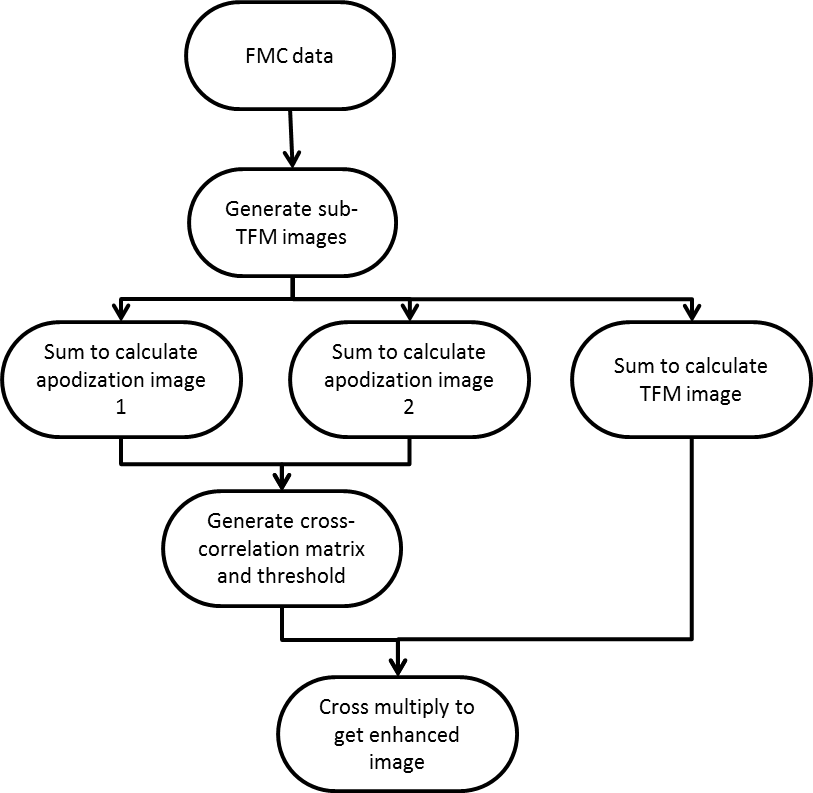 FMC data
Generate sub-
TFM images
Sum to calculate
apodization image
1
Sum to calculate
apodization image
2
Sum to calculate
TFM image
Generate cross-
correlation matrix
and threshold
Cross multiply to
get enhanced
image